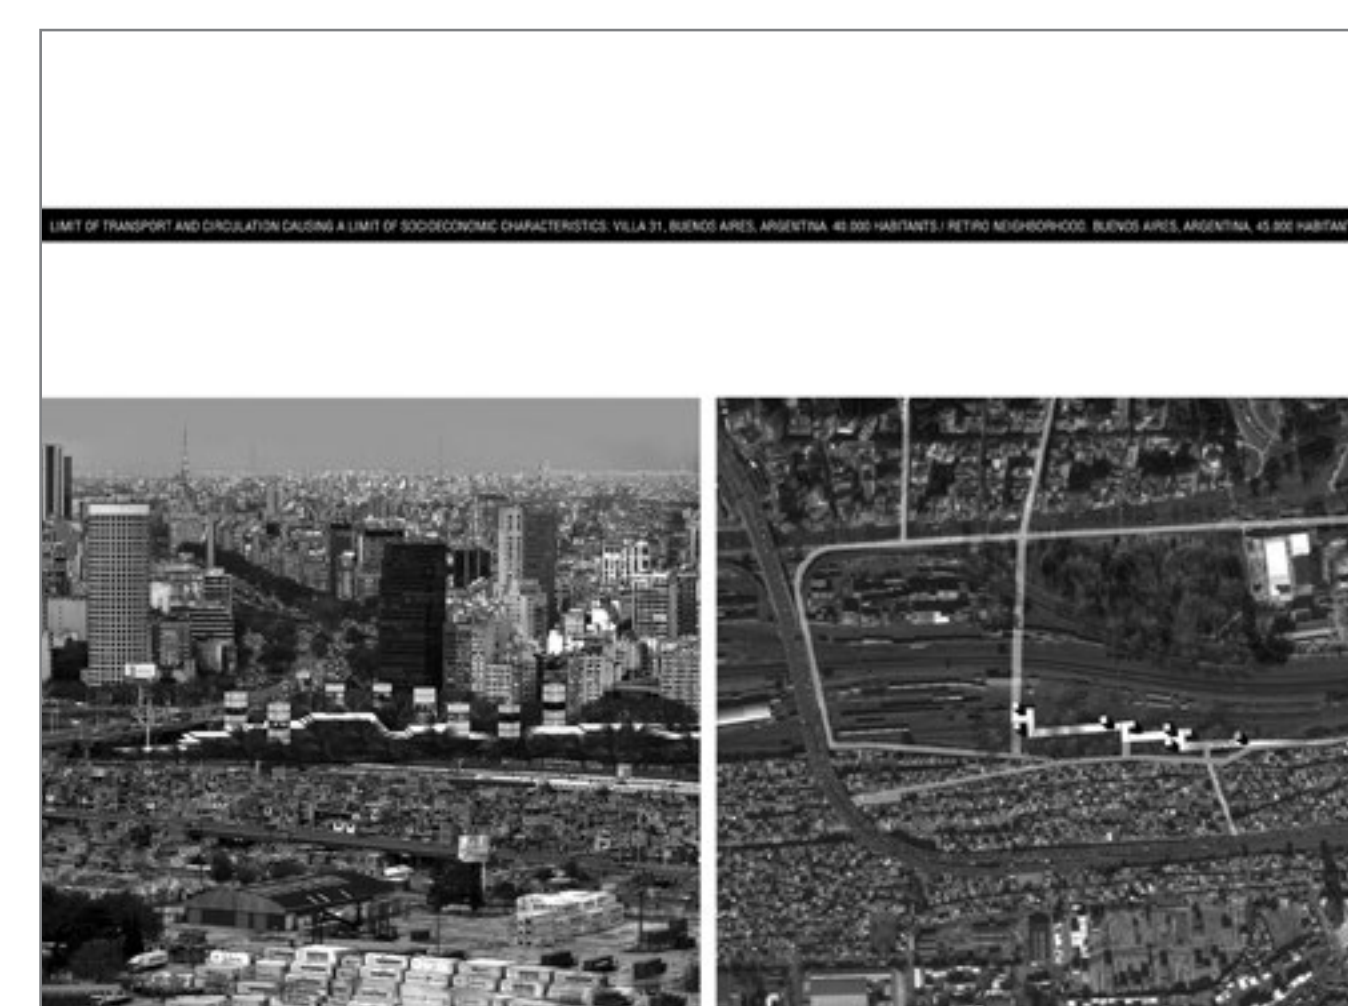 LIMIT OF TRANSPORT AND CIRCULATION CAUSING A LIMIT OF SOCIOECONOMIC CHARACTERISTICS: VILLA 31, BUENOS AIRES, ARGENTINA, 40.000 HABITANTS / RETIRO NEIGHBORHOOD. BUENOS AIRES, ARGENTINA, 45.000 HABITAN